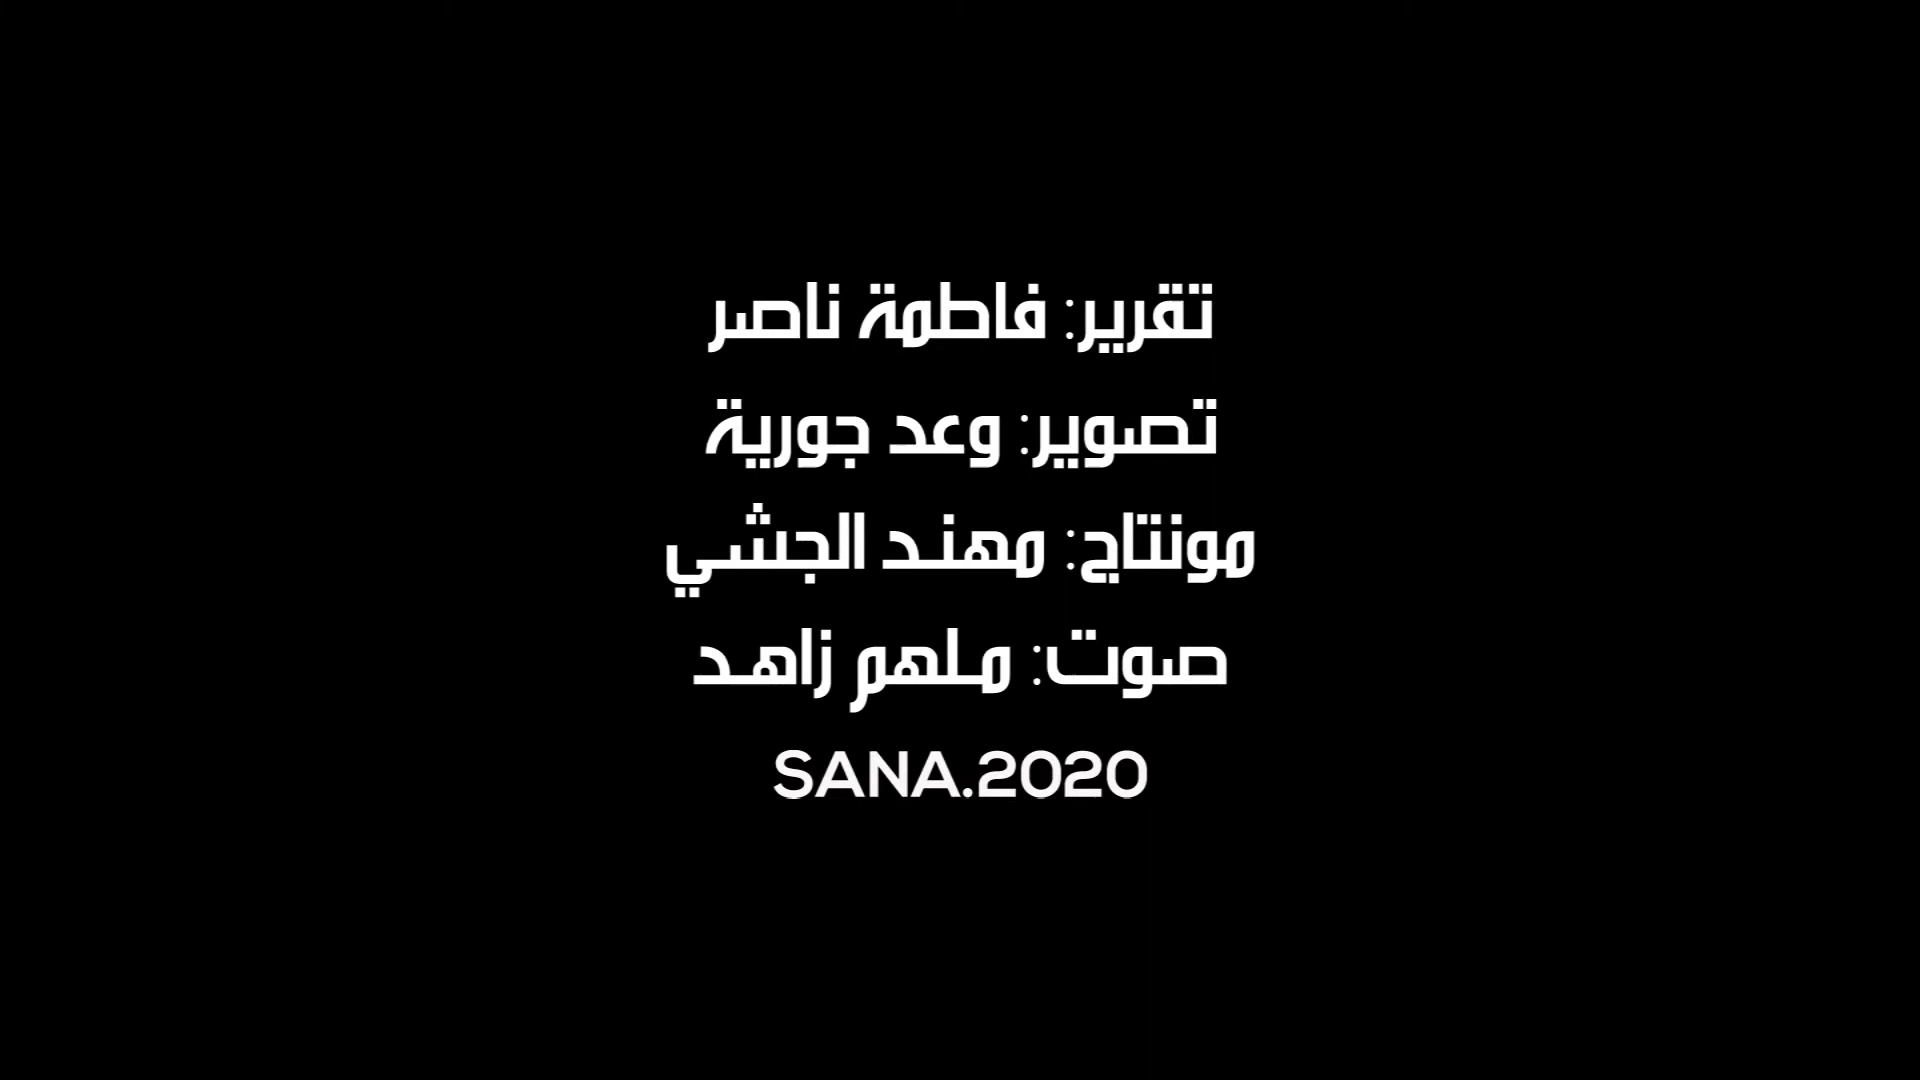 تقرير: فاطمة ناصر
تصوير: وعد جورية
مونتاج: مهند الجشي
صوت: ملهم زاهد
SANA.2020